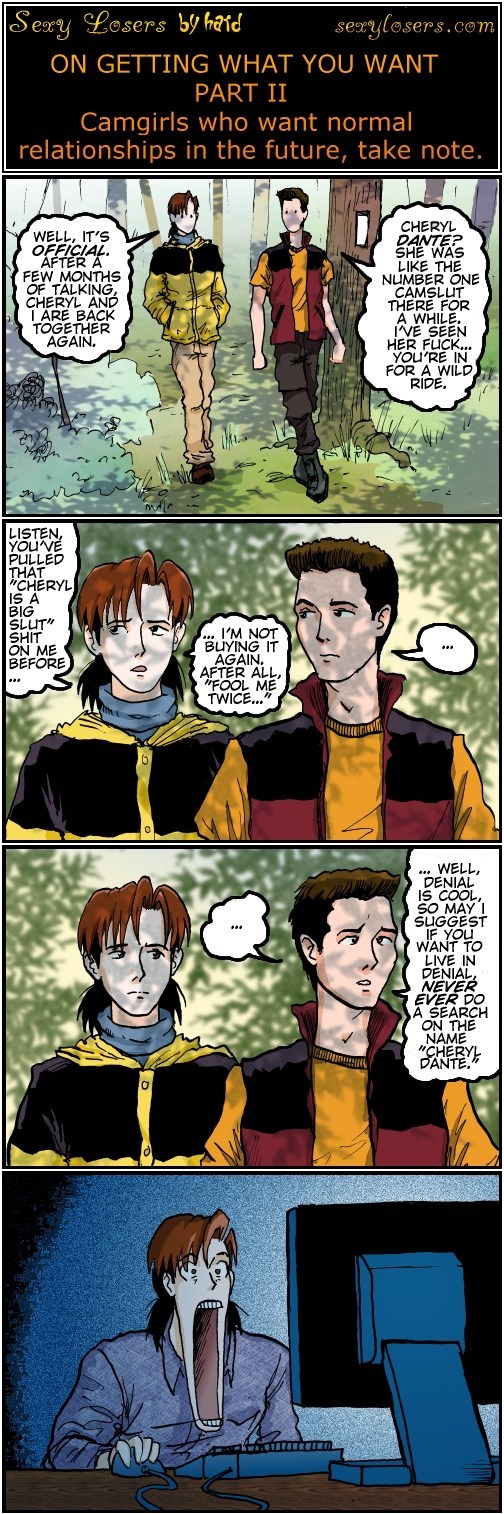 Sexy Losers by hard
sexylosers.com
ON GETTING WHAT YOU WANT
PART II
Camgirls who want normal
relationships in the future, take note.
WELL, IT'S
OFFICIAL.
AFTER A
FEW MONTHS
OF TALKING,
CHERYL AND
I ARE BACK
TOGETHER
AGAIN.
CHERYL
DANTE?
SHE WAS
LIKE THE
NUMBER ONE
CAMSLUT
THERE FOR
A WHILE.
I'VE SEEN
HER FUCK...
YOU'RE IN
FOR A WILD
RIDE.
LISTEN,
YOU'VE
PULLED
THAT
"CHERYL
IS A
BIG
SLUT"
SHIT
ON ME
BEFORE
...
... I'M NOT
BUYING IT
AGAIN.
AFTER ALL,
"FOOL ME
TWICE..."
...
...
... WELL,
DENIAL
IS COOL,
SO MAY I
SUGGEST
IF YOU
WANT TO
LIVE IN
DENIAL,
NEVER
EVER DO
A SEARCH
ON THE
NAME
"CHERYL
DANTE."